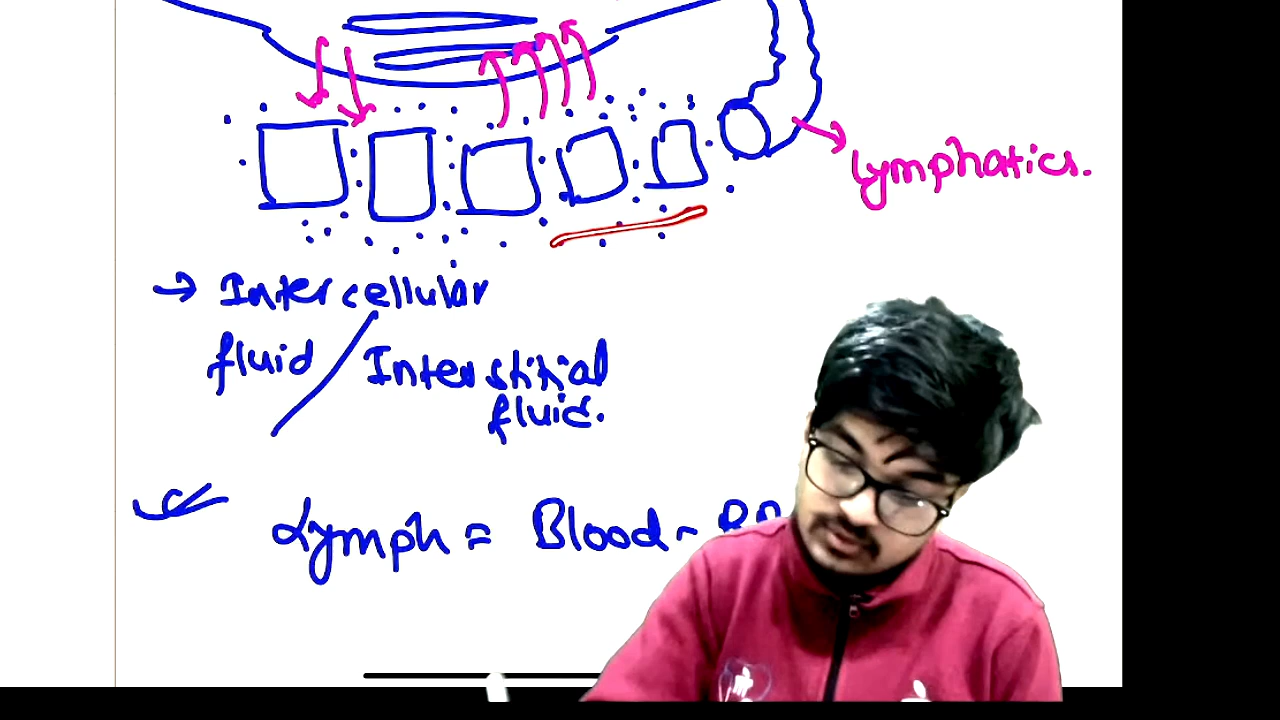 lymphatics.
→ Intercellular
fluid / Interstitial
fluid.
Lymph = Blood -